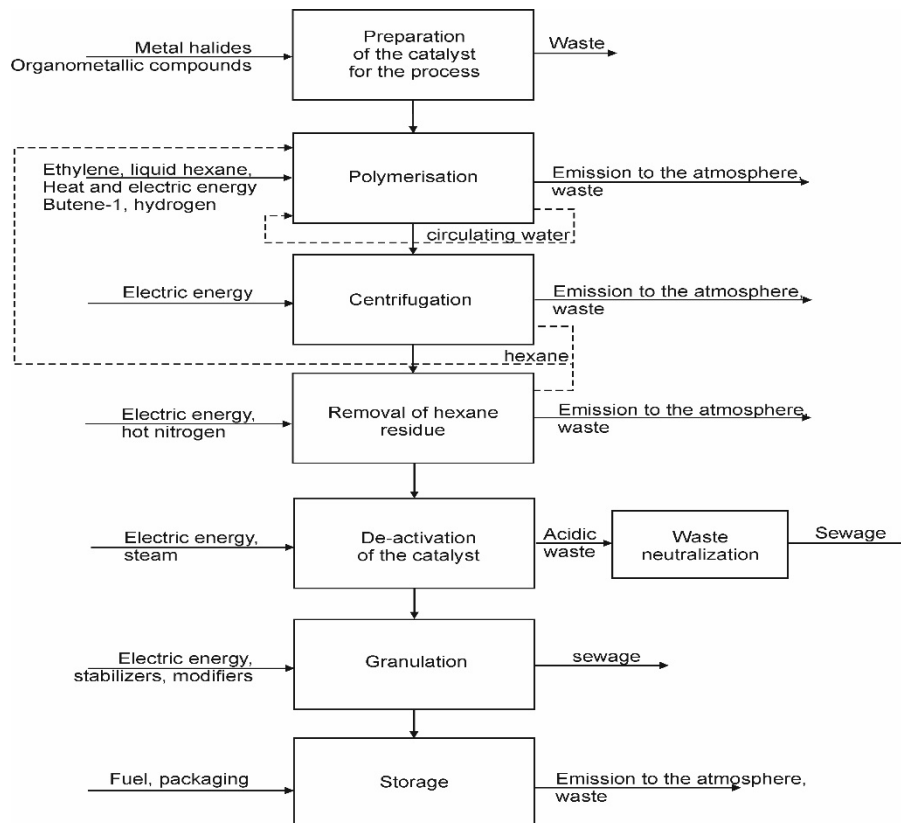 Metal halides
Organometallic compounds
Preparation
of the catalyst
for the process
Waste
Ethylene, liquid hexane,
Heat and electric energy
Butene-1, hydrogen
Polymerisation
Emission to the atmosphere,
waste
circulating water
Electric energy
Centrifugation
Emission to the atmosphere,
waste
hexane
Electric energy,
hot nitrogen
Removal of hexane
residue
Emission to the atmosphere
waste
Electric energy,
steam
De-activation
of the catalyst
Acidic
waste
Waste
neutralization
Sewage
Electric energy,
stabilizers, modifiers
Granulation
sewage
Fuel, packaging
Storage
Emission to the atmosphere,
waste